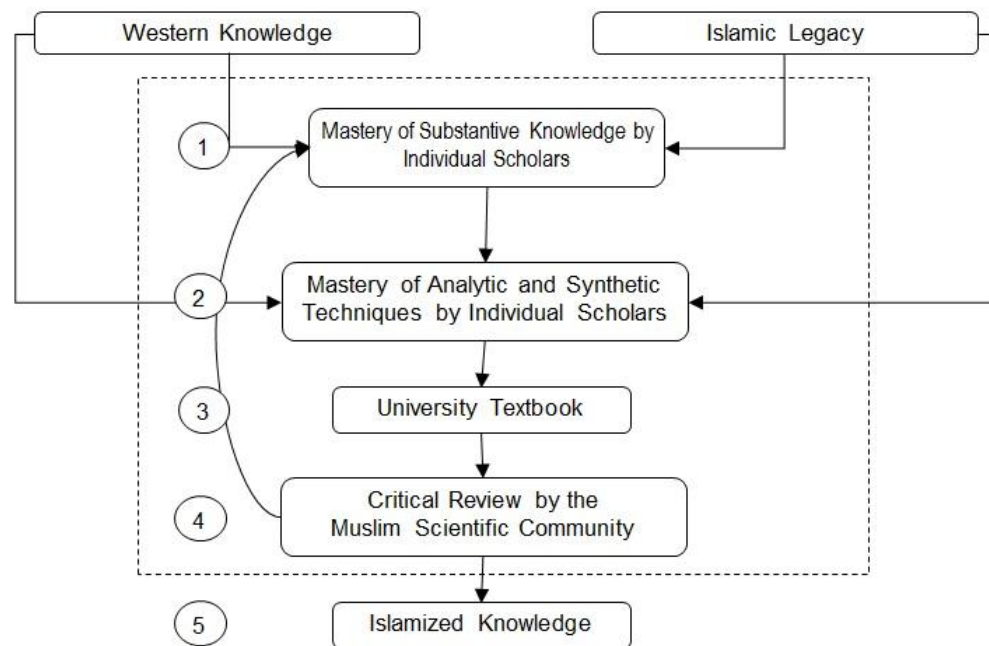 Western Knowledge
Islamic Legacy
1
Mastery of Substantive Knowledge by
Individual Scholars
2
Mastery of Analytic and Synthetic
Techniques by Individual Scholars
3
University Textbook
4
Critical Review by the
Muslim Scientific Community
5
Islamized Knowledge